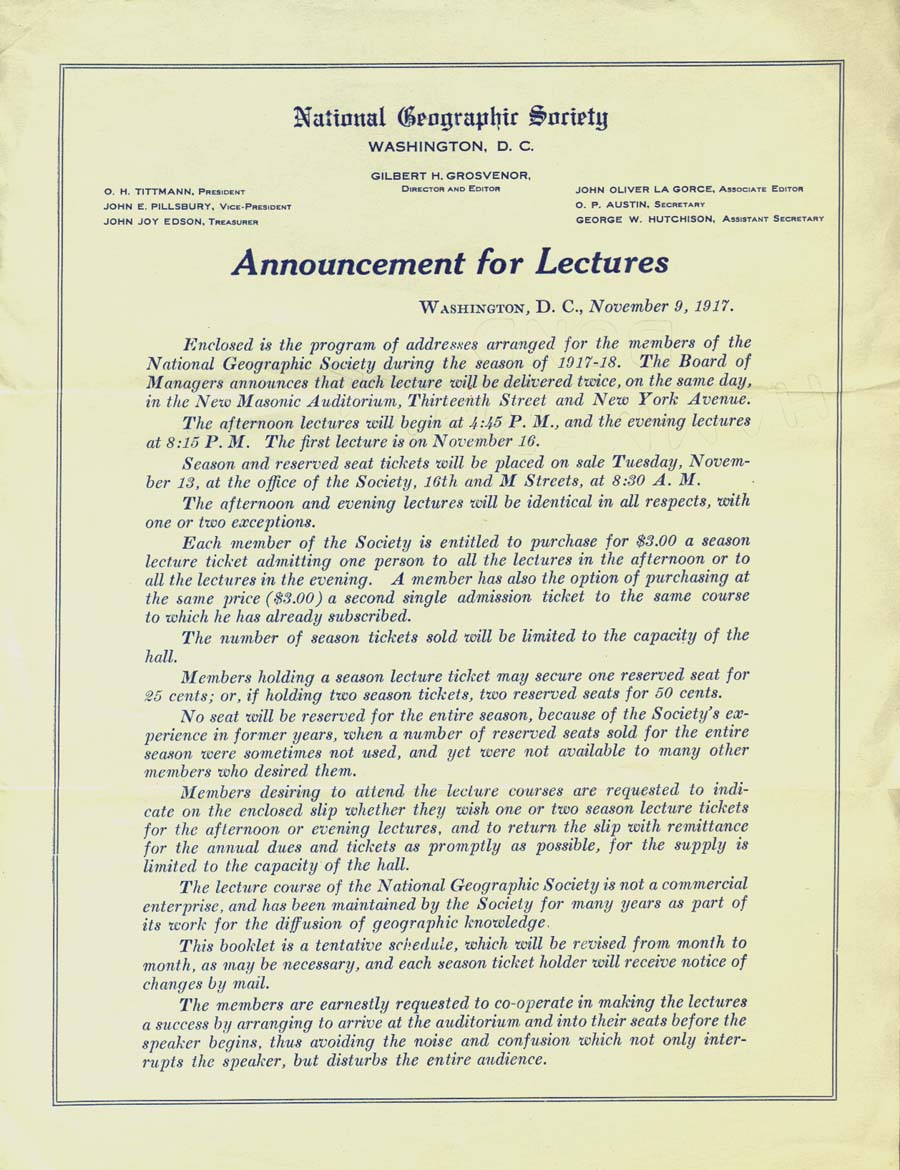 National Geographic Society
WASHINGTON, D. C.
GILBERT H. GROSVENOR,
DIRECTOR AND EDITOR
O. H. TITTMANN, PRESIDENT
JOHN E. PILLSBURY, VICE-PRESIDENT
JOHN JOY EDSON, TREASURER
JOHN OLIVER LA GORCE, ASSOCIATE EDITOR
O. P. AUSTIN, SECRETARY
GEORGE W. HUTCHISON, ASSISTANT SECRETARY
Announcement for Lectures
WASHINGTON, D. C., November 9, 1917.
Enclosed is the program of addresses arranged for the members of the
National Geographic Society during the season of 1917-18. The Board of
Managers announces that each lecture will be delivered twice, on the same day,
in the New Masonic Auditorium, Thirteenth Street and New York Avenue.
The afternoon lectures will begin at 4:45 P. M., and the evening lectures
at 8:15 P. M. The first lecture is on November 16.
Season and reserved seat tickets will be placed on sale Tuesday, Novem-
ber 13, at the office of the Society, 16th and M Streets, at 8:30 A. M.
The afternoon and evening lectures will be identical in all respects, with
one or two exceptions.
Each member of the Society is entitled to purchase for $3.00 a season
lecture ticket admitting one person to all the lectures in the afternoon or to
all the lectures in the evening. A member has also the option of purchasing at
the same price ($3.00) a second single admission ticket to the same course
to which he has already subscribed.
The number of season tickets sold will be limited to the capacity of the
hall.
Members holding a season lecture ticket may secure one reserved seat for
25 cents; or, if holding two season tickets, two reserved seats for 50 cents.
No seat will be reserved for the entire season, because of the Society's ex-
perience in former years, when a number of reserved seats sold for the entire
season were sometimes not used, and yet were not available to many other
members who desired them.
Members desiring to attend the lecture courses are requested to indi-
cate on the enclosed slip whether they wish one or two season lecture tickets
for the afternoon or evening lectures, and to return the slip with remittance
for the annual dues and tickets as promptly as possible, for the supply is
limited to the capacity of the hall.
The lecture course of the National Geographic Society is not a commercial
enterprise, and has been maintained by the Society for many years as part of
its work for the diffusion of geographic knowledge.
This booklet is a tentative schedule, which will be revised from month to
month, as may be necessary, and each season ticket holder will receive notice of
changes by mail.
The members are earnestly requested to co-operate in making the lectures
a success by arranging to arrive at the auditorium and into their seats before the
speaker begins, thus avoiding the noise and confusion which not only inter-
rupts the speaker, but disturbs the entire audience.